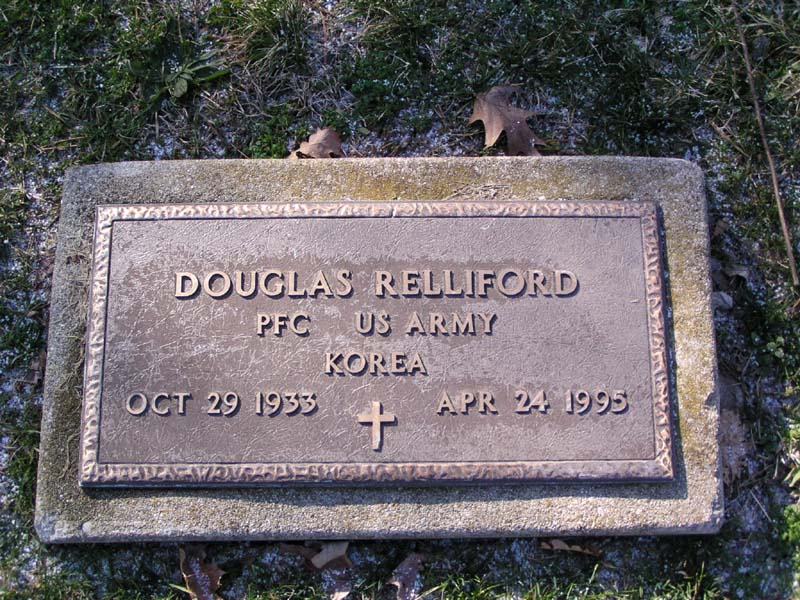 DOUGLAS RELLIFORD
PFC US ARMY
KOREA
OCT 29 1933 APR 24 1995